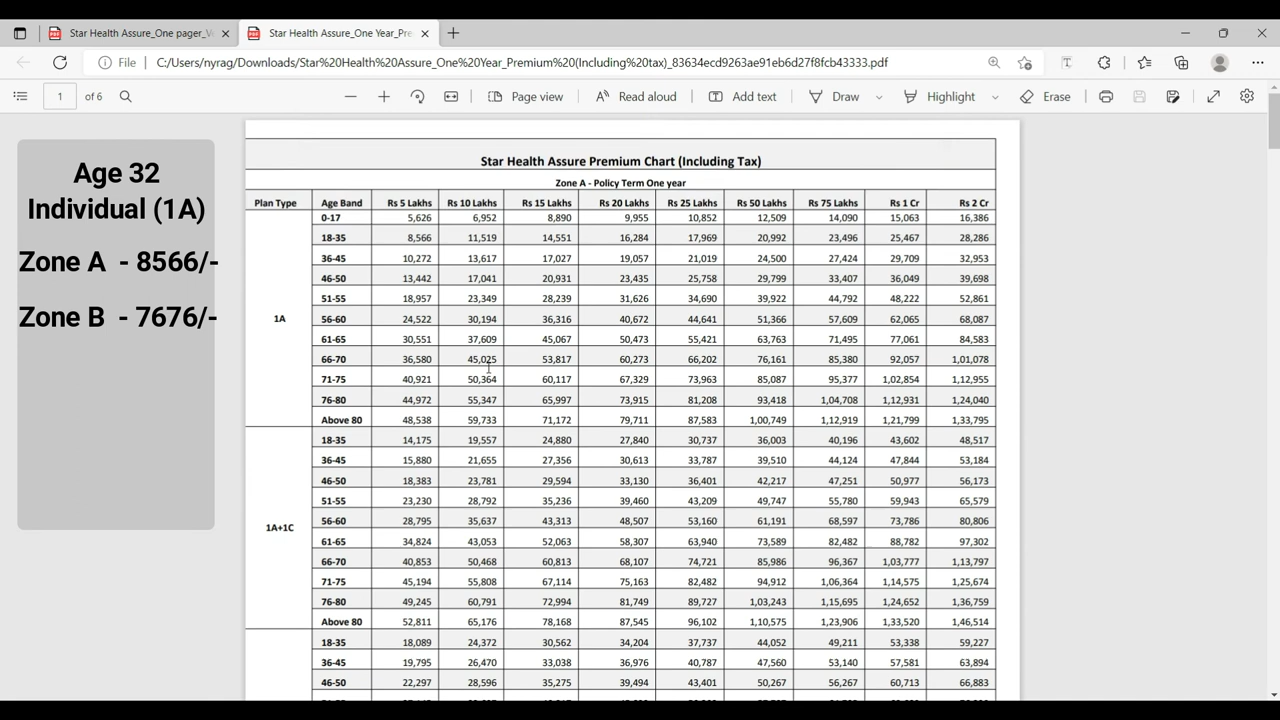 Star Health Assure_One pager_V
Star Health Assure_One Year_Pre
File C:/Users/nyrag/Downloads/Star%20Health%20Assure_One%20Year_Premium%20(Including%20tax)_83634ecd9263ae91eb6d27f8fcb43333.pdf
1 of 6 Page view Read aloud Add text Draw Highlight Erase
Age 32
Individual (1A)
Zone A - 8566/-
Zone B - 7676/-
Star Health Assure Premium Chart (Including Tax)
Zone A - Policy Term One year
Plan Type Age Band Rs 5 Lakhs Rs 10 Lakhs Rs 15 Lakhs Rs 20 Lakhs Rs 25 Lakhs Rs 50 Lakhs Rs 75 Lakhs Rs 1 Cr Rs 2 Cr
0-17 5,626 6,952 8,890 9,955 10,852 12,509 14,090 15,063 16,386
18-35 8,566 11,519 14,551 16,284 17,969 20,992 23,496 25,467 28,286
36-45 10,272 13,617 17,027 19,057 21,019 24,500 27,424 29,709 32,953
46-50 13,442 17,041 20,931 23,435 25,758 29,799 33,407 36,049 39,698
51-55 18,957 23,349 28,239 31,626 34,690 39,922 44,792 48,222 52,861
1A 56-60 24,522 30,194 36,316 40,672 44,641 51,366 57,609 62,065 68,087
61-65 30,551 37,609 45,067 50,473 55,421 63,763 71,495 77,061 84,583
66-70 36,580 45,025 53,817 60,273 66,202 76,161 85,380 92,057 1,01,078
71-75 40,921 50,364 60,117 67,329 73,963 85,087 95,377 1,02,854 1,12,955
76-80 44,972 55,347 65,997 73,915 81,208 93,418 1,04,708 1,12,931 1,24,040
Above 80 48,538 59,733 71,172 79,711 87,583 1,00,749 1,12,919 1,21,799 1,33,795
18-35 14,175 19,557 24,880 27,840 30,737 36,003 40,196 43,602 48,517
36-45 15,880 21,655 27,356 30,613 33,787 39,510 44,124 47,844 53,184
46-50 18,383 23,781 29,594 33,130 36,401 42,217 47,251 50,977 56,173
51-55 23,230 28,792 35,236 39,460 43,209 49,747 55,780 59,943 65,579
1A+1C 56-60 28,795 35,637 43,313 48,507 53,160 61,191 68,597 73,786 80,806
61-65 34,824 43,053 52,063 58,307 63,940 73,589 82,482 88,782 97,302
66-70 40,853 50,468 60,813 68,107 74,721 85,986 96,367 1,03,777 1,13,797
71-75 45,194 55,808 67,114 75,163 82,482 94,912 1,06,364 1,14,575 1,25,674
76-80 49,245 60,791 72,994 81,749 89,727 1,03,243 1,15,695 1,24,652 1,36,759
Above 80 52,811 65,176 78,168 87,545 96,102 1,10,575 1,23,906 1,33,520 1,46,514
18-35 18,089 24,372 30,562 34,204 37,737 44,052 49,211 53,338 59,227
36-45 19,795 26,470 33,038 36,976 40,787 47,560 53,140 57,581 63,894
46-50 22,297 28,596 35,275 39,494 43,401 50,267 56,267 60,713 66,883